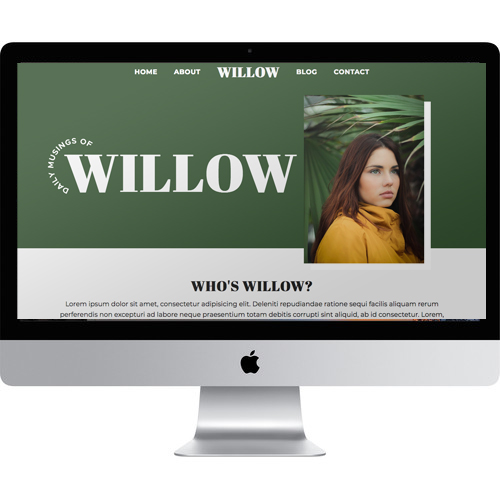 HOME ABOUT WILLOW BLOG CONTACT
DAILY MUSINGS OF
WILLOW
WHO'S WILLOW?
Lorem ipsum dolor sit amet, consectetur adipisicing elit. Deleniti repudiandae ratione sequi facilis aliquam rerum
perferendis non excepturi ad labore neque praesentium totam debitis corrupti sint aliquid, ab id consectetur. Lorem,